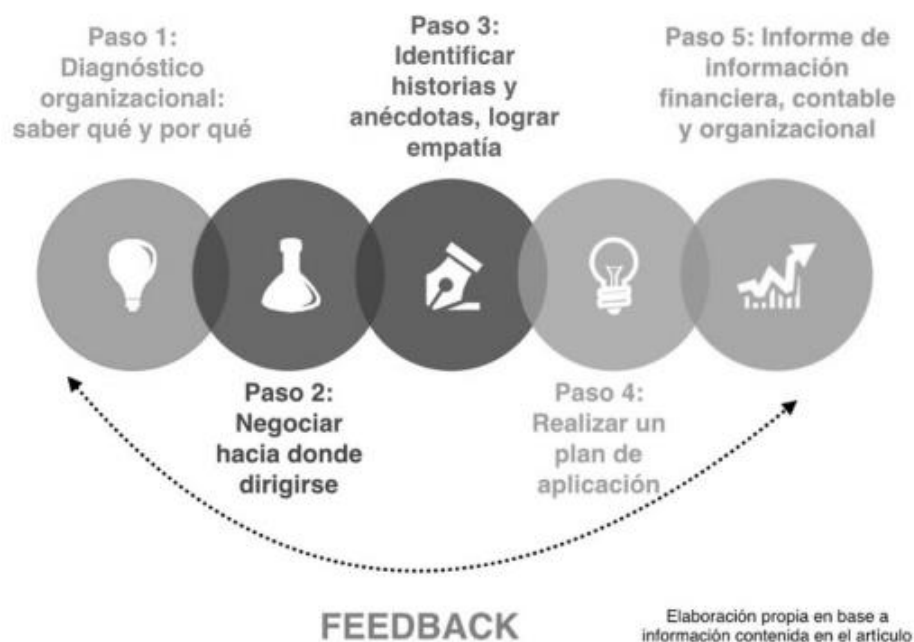 Paso 1:
Diagnóstico
organizacional:
saber qué y por qué
Paso 2:
Negociar
hacia donde
dirigirse
Paso 3:
Identificar
historias y
anécdotas, lograr
empatía
Paso 4:
Realizar un
plan de
aplicación
Paso 5: Informe de
información
financiera, contable
y organizacional
FEEDBACK
Elaboración propia en base a
información contenida en el artículo